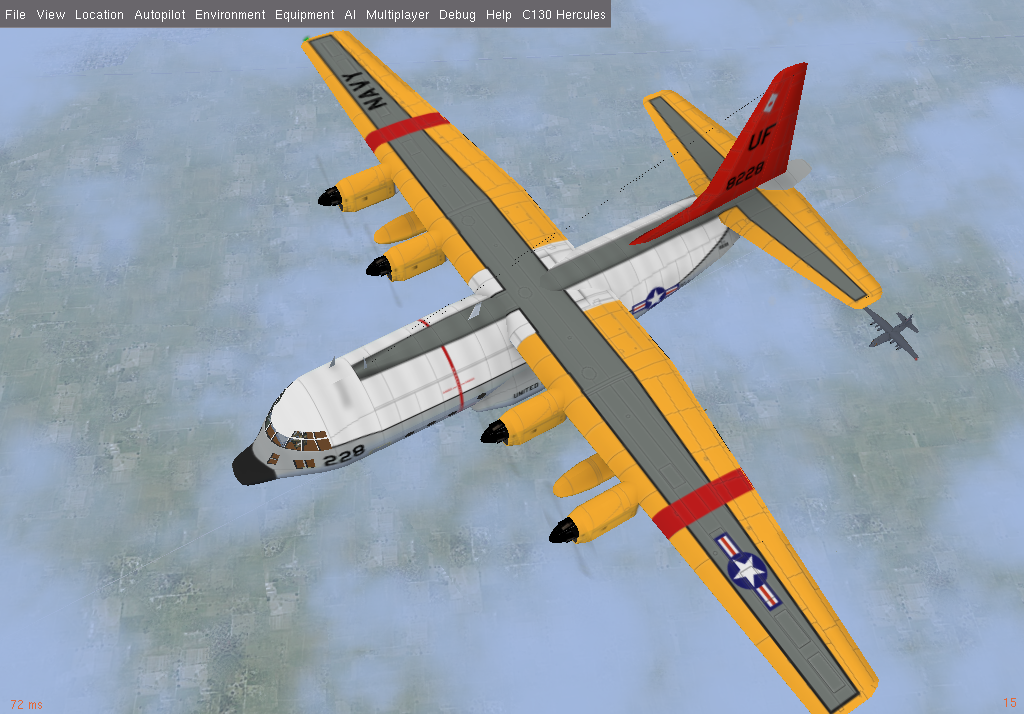 File View Location Autopilot Environment Equipment AI Multiplayer Debug Help C130 Hercules
NAVY
UF
8228
UNITED
228
72 ms
15